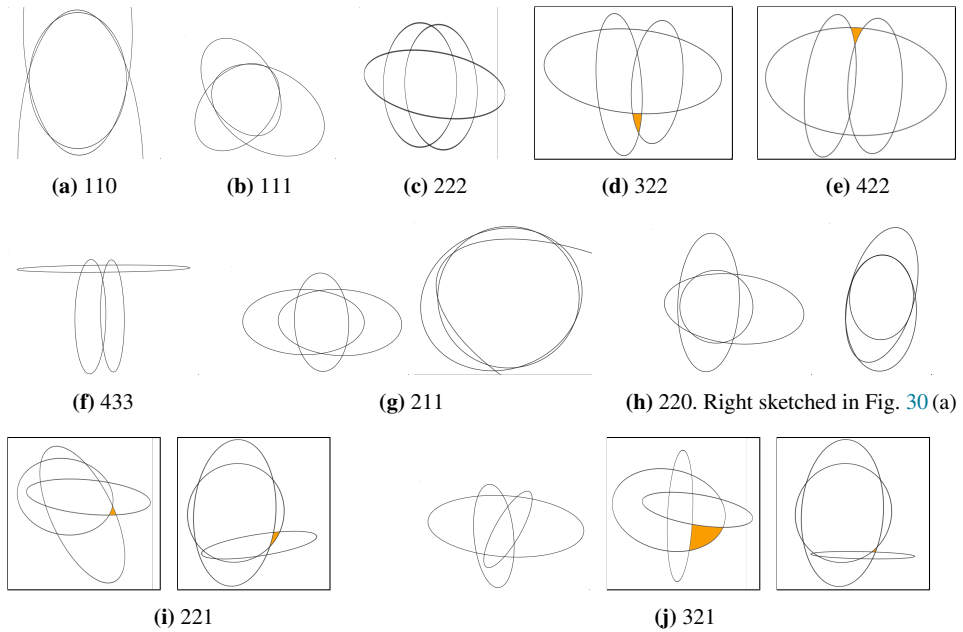 (a) 110
(b) 111
(c) 222
(d) 322
(e) 422
(f) 433
(g) 211
(h) 220. Right sketched in Fig. 30 (a)
(i) 221
(j) 321